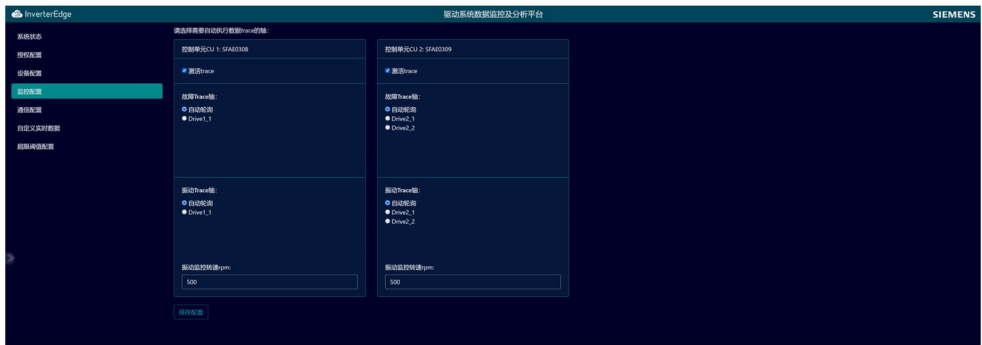 InverterEdge
驱动系统数据监控及分析平台
SIEMENS
系统状态
授权配置
设备配置
监控配置
通信配置
自定义实时数据
超限阈值配置
请选择需要自动执行数据trace的轴:
控制单元CU 1: SFAE0308
激活trace
故障Trace轴:
自动轮询
Drive1_1
振动Trace轴:
自动轮询
Drive1_1
振动监控转速rpm:
500
控制单元CU 2: SFAE0309
激活trace
故障Trace轴:
自动轮询
Drive2_1
Drive2_2
振动Trace轴:
自动轮询
Drive2_1
Drive2_2
振动监控转速rpm:
500
保存配置